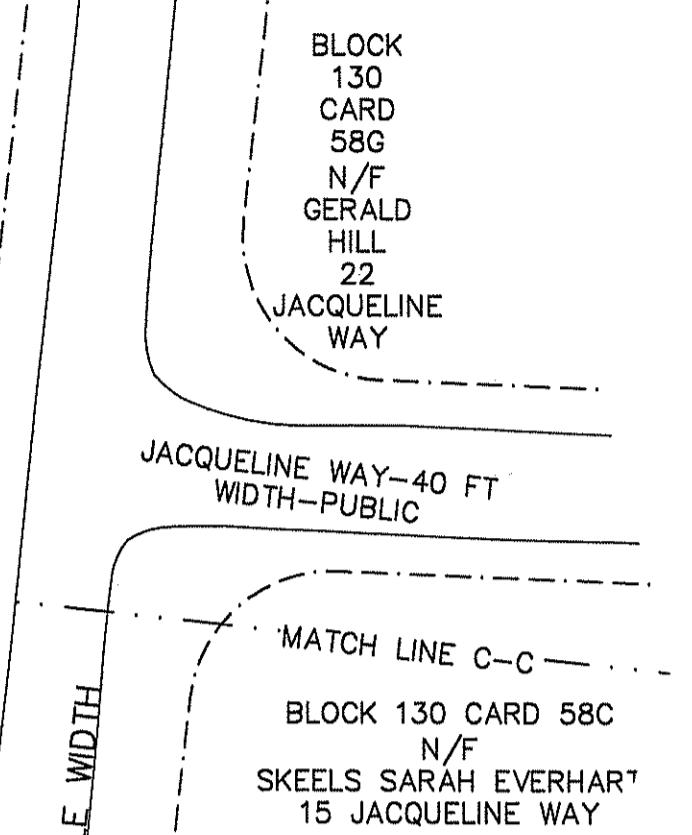 BLOCK
130
CARD
58G
N/F
GERALD
HILL
22
JACQUELINE
WAY
JACQUELINE WAY-40 FT
WIDTH-PUBLIC
MATCH LINE C-C
BLOCK 130 CARD 58C
N/F
SKEELS SARAH EVERHART
15 JACQUELINE WAY
E WIDTH